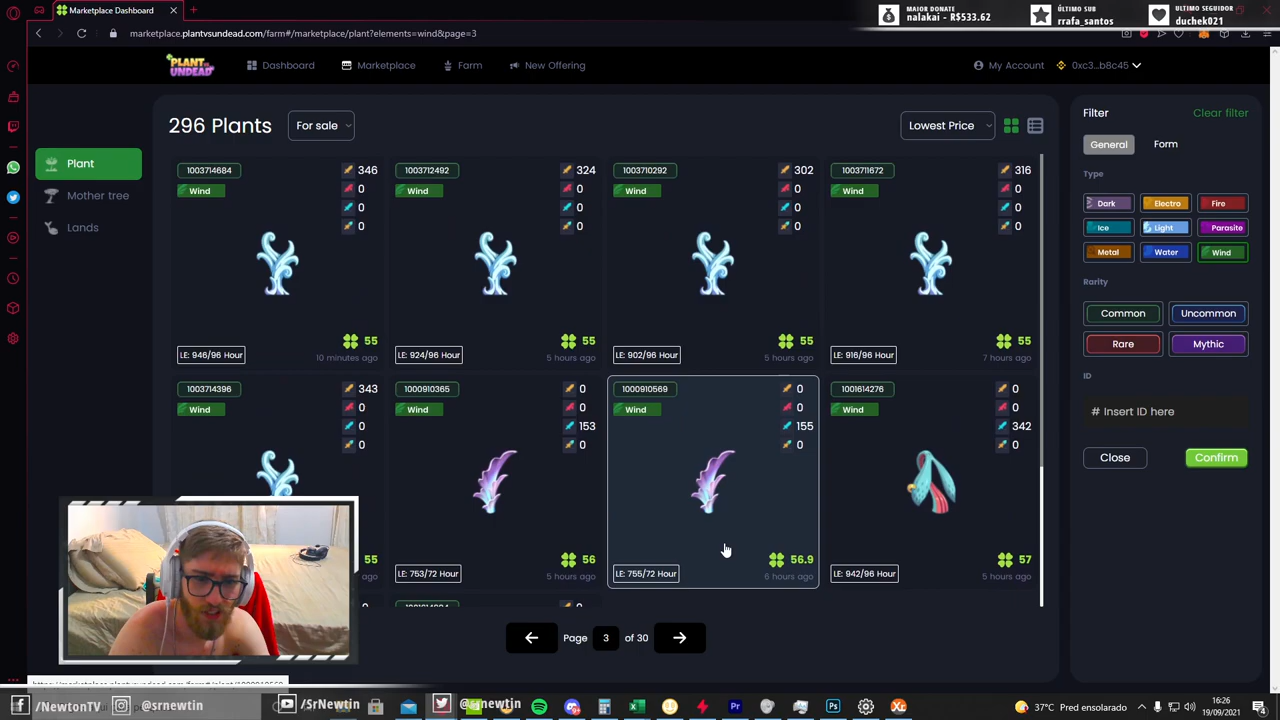 Marketplace Dashboard
MAIOR DONATE
nalakai - R$533.62
ÚLTIMO SUB
rrafa_santos
ÚLTIMO SEGUIDOR
duchek021
marketplace.plantvsundead.com/farm#/marketplace/plant?elements=wind&page=3
PLANT UNDEAD
Dashboard
Marketplace
Farm
New Offering
My Account
0xc3...b8c45
Plant
Mother tree
Lands
296 Plants
For sale
Lowest Price
1003714684
346
Wind
0
0
0
55
LE: 946/96 Hour
10 minutes ago
1003712492
324
Wind
0
0
0
55
LE: 924/96 Hour
5 hours ago
1003710292
302
Wind
0
0
0
55
LE: 902/96 Hour
5 hours ago
1003711672
316
Wind
0
0
0
55
LE: 916/96 Hour
7 hours ago
1003714396
343
Wind
0
0
0
55
ago
1000910365
0
Wind
0
153
0
56
LE: 753/72 Hour
5 hours ago
1000910569
0
Wind
0
155
0
56.9
LE: 755/72 Hour
6 hours ago
1001614276
0
Wind
0
342
0
57
LE: 942/96 Hour
5 hours ago
Page 3 of 30
Filter
Clear filter
General
Form
Type
Dark
Electro
Fire
Ice
Light
Parasite
Metal
Water
Wind
Rarity
Common
Uncommon
Rare
Mythic
ID
# Insert ID here
Close
Confirm
/NewtonTV
@srnewtin
/SrNewtin
@srnewtin
37°C Pred ensolarado
16:26
19/09/2021